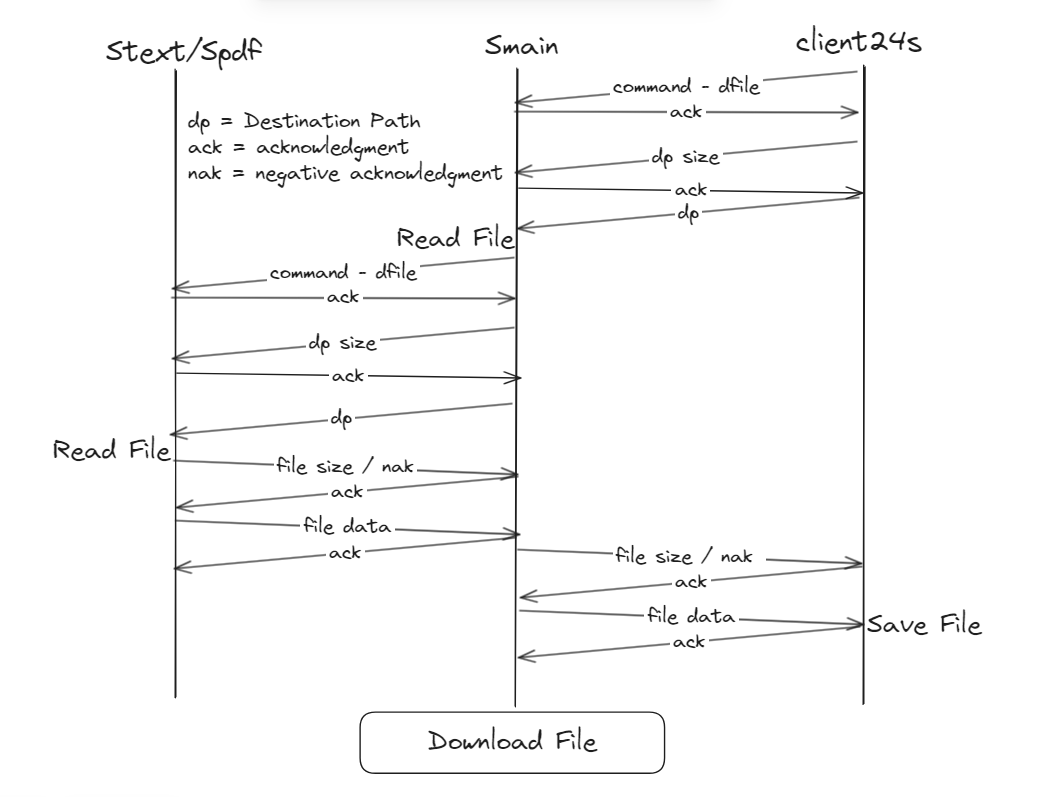 Stext/Spdf
Smain
client24s
command - dfile
ack
dp = Destination Path
ack = acknowledgment
nak = negative acknowledgment
dp size
ack
dp
Read File
command - dfile
ack
dp size
ack
dp
Read File
file size / nak
ack
file data
ack
file size / nak
ack
file data
Save File
ack
Download File